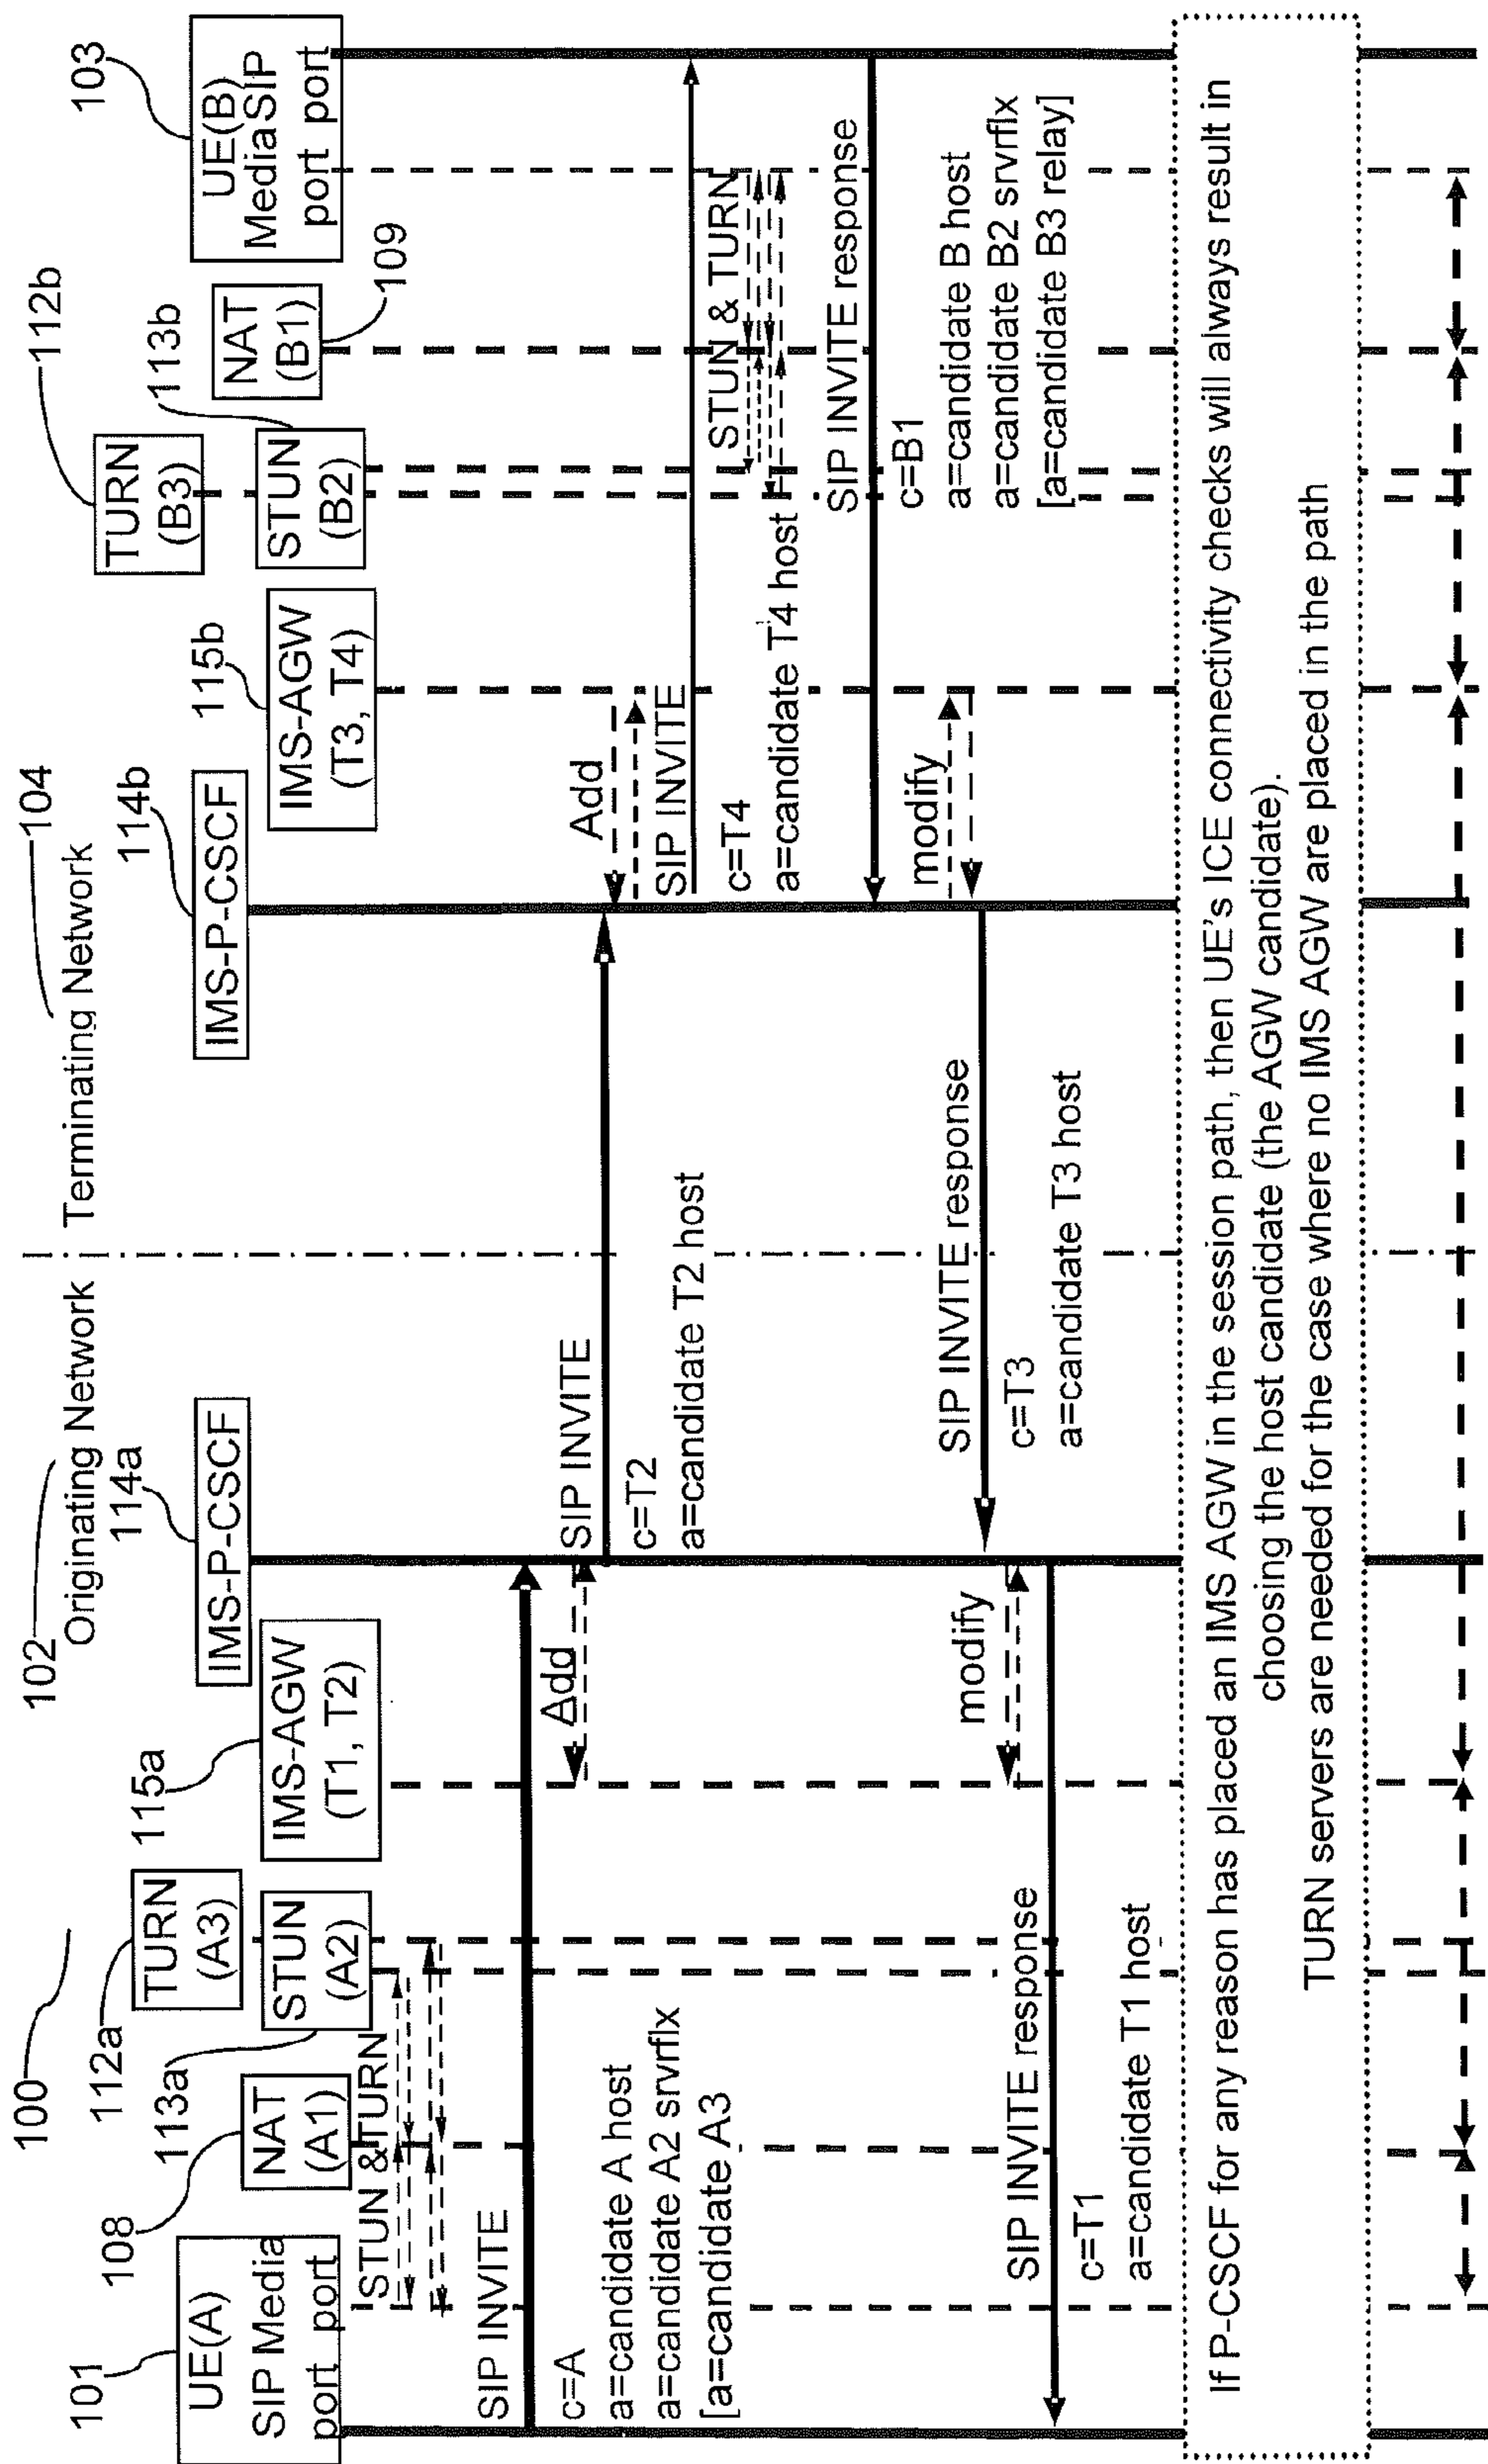 100
102
Originating Network
Terminating Network
104
101
UE(A)
SIP Media
port port
108
NAT
(A1)
112a
TURN
(A3)
113a
STUN
(A2)
115a
IMS-AGW
(T1, T2)
114a
IMS-P-CSCF
114b
IMS-P-CSCF
115b
IMS-AGW
(T3, T4)
112b
TURN
(B3)
113b
STUN
(B2)
NAT
(B1)
109
103
UE(B)
Media SIP
port port
STUN &TURN
SIP INVITE
c=A
a=candidate A host
a=candidate A2 srvrflx
[a=candidate A3
Add
SIP INVITE
c=T2
a=candidate T2 host
Add
SIP INVITE
c=T4
a=candidate T4 host
STUN & TURN
SIP INVITE response
c=B1
a=candidate B host
a=candidate B2 srvrflx
[a=candidate B3 relay]
modify
SIP INVITE response
c=T3
a=candidate T3 host
modify
SIP INVITE response
c=T1
a=candidate T1 host
If P-CSCF for any reason has placed an IMS AGW in the session path, then UE's ICE connectivity checks will always result in
choosing the host candidate (the AGW candidate).
TURN servers are needed for the case where no IMS AGW are placed in the path